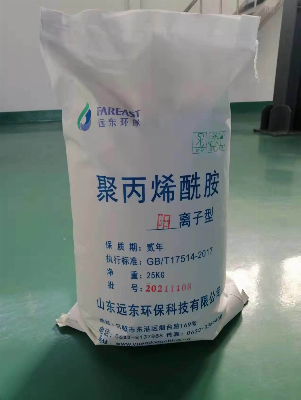 FAREAST
远东环保
聚丙烯酰胺
阳 离子型
保 质 期: 贰年
执行标准: GB/T17514-2017
净 重: 25KG
批 号: 20211108
山东远东环保科技有限公司